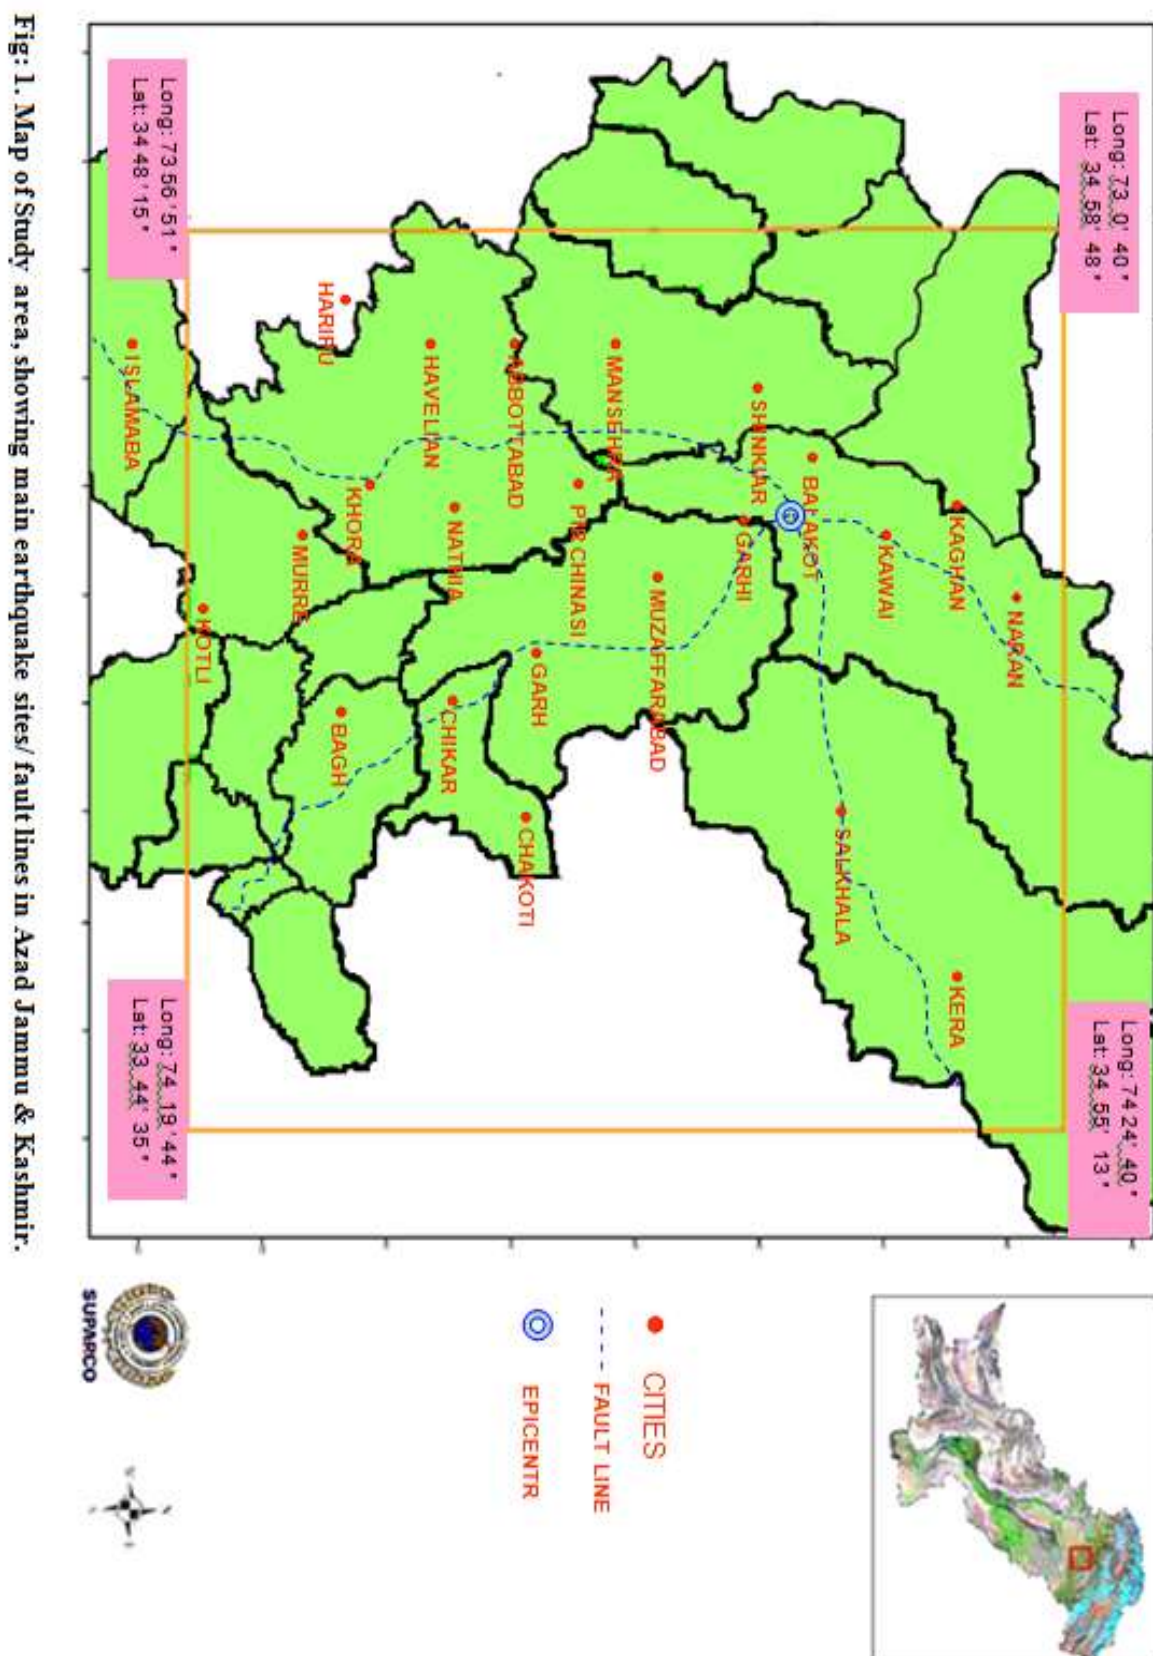 Long: 73 0' 40"
Lat: 34 58' 48"
Long: 74 24' 40"
Lat: 34 55' 13"
NARAN
KAGHAN
KERA
KAWAI
SALKHALA
BALAKOT
SHINKIAR
GARHI
MUZAFFARABAD
MANSEHRA
PIR CHINASI
GARH
CHAKOTI
ABBOTTABAD
NATHIA
CHIKAR
HAVELIAN
KHORA
BAGH
HARIPU
MURRE
KOTLI
ISLAMABA
Long: 73 56 '51"
Lat: 34 48 '15"
Long: 74 19 '44"
Lat: 33 44' 35"
CITIES
FAULT LINE
EPICENTR
SUPARCO
Fig: 1. Map of Study area, showing main earthquake sites/ fault lines in Azad Jammu & Kashmir.